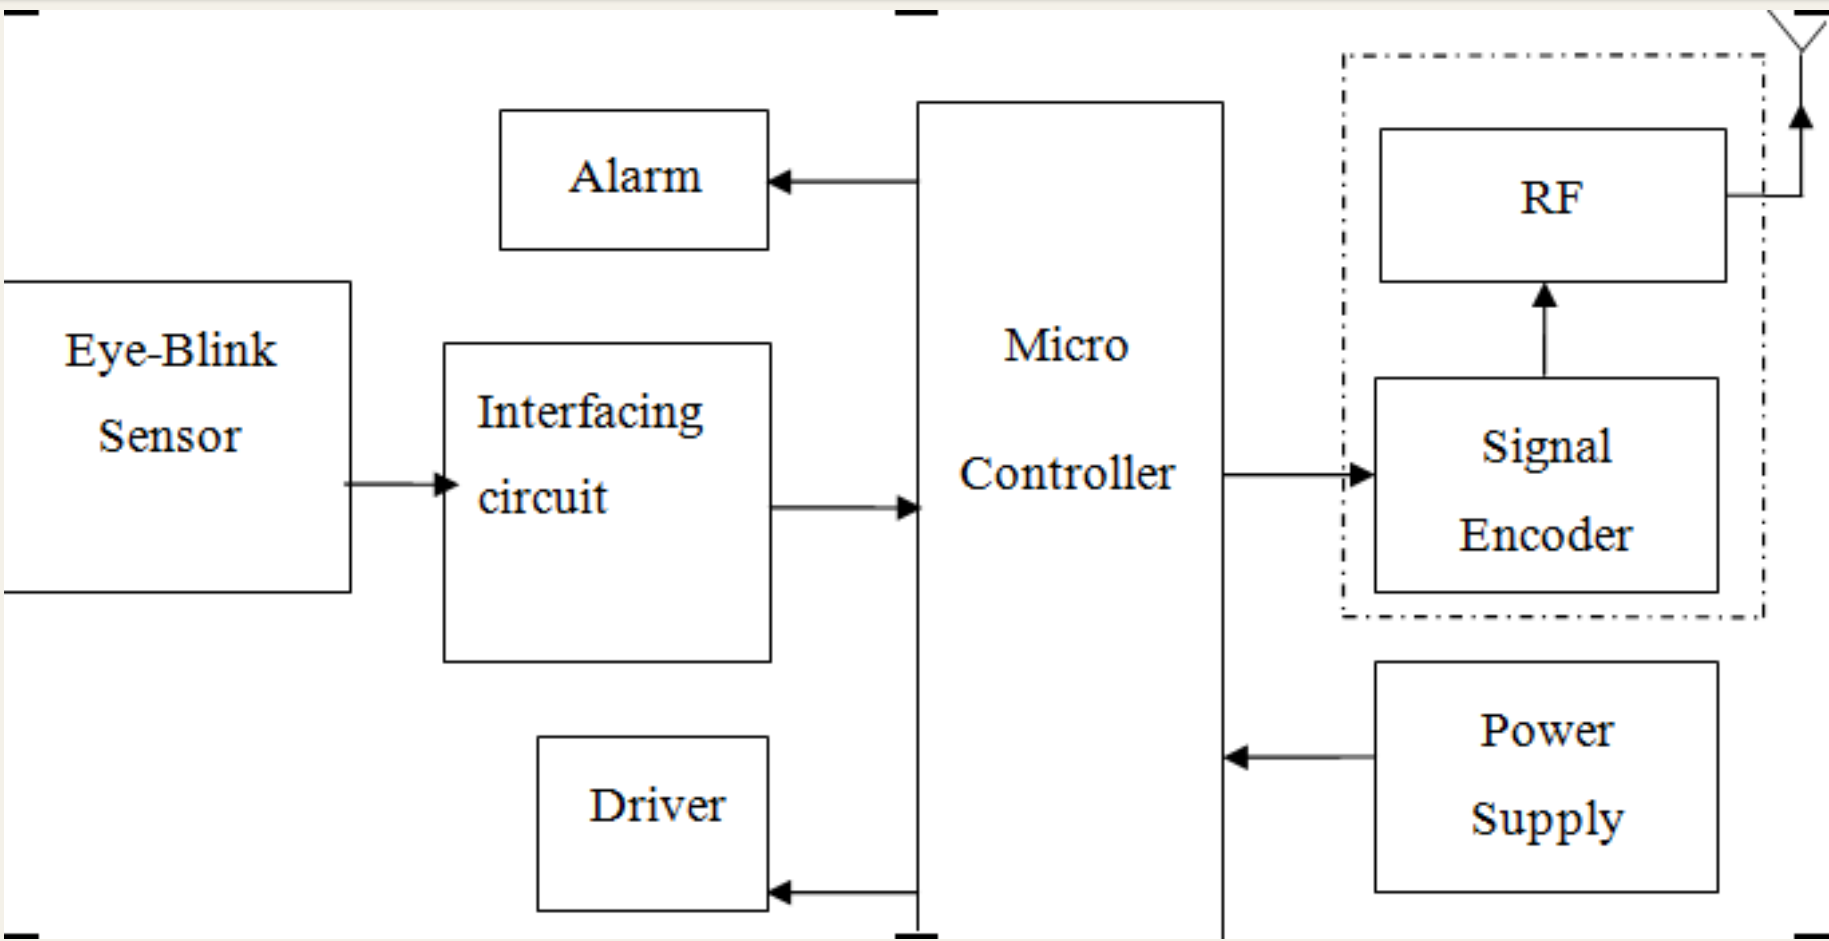 Alarm
RF
Eye-Blink
Sensor
Interfacing
circuit
Micro
Controller
Signal
Encoder
Driver
Power
Supply